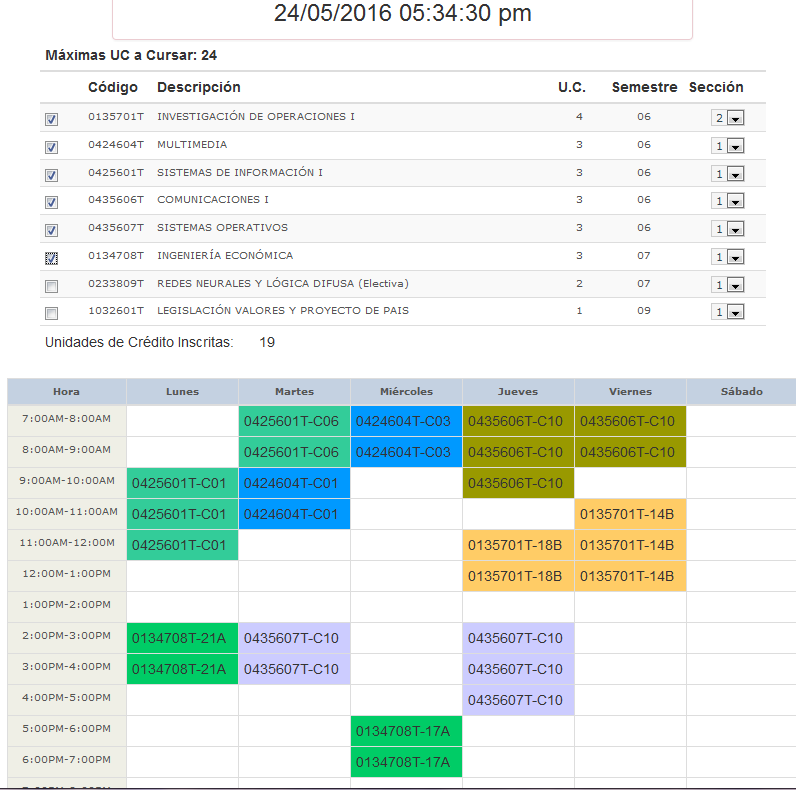 24/05/2016 05:34:30 pm
Máximas UC a Cursar: 24
Código Descripción U.C. Semestre Sección
0135701T INVESTIGACIÓN DE OPERACIONES I 4 06 2
0424604T MULTIMEDIA 3 06 1
0425601T SISTEMAS DE INFORMACIÓN I 3 06 1
0435606T COMUNICACIONES I 3 06 1
0435607T SISTEMAS OPERATIVOS 3 06 1
0134708T INGENIERÍA ECONÓMICA 3 07 1
0233809T REDES NEURALES Y LÓGICA DIFUSA (Electiva) 2 07 1
1032601T LEGISLACIÓN VALORES Y PROYECTO DE PAIS 1 09 1
Unidades de Crédito Inscritas: 19
Hora Lunes Martes Miércoles Jueves Viernes Sábado
7:00AM-8:00AM 0425601T-C06 0424604T-C03 0435606T-C10 0435606T-C10
8:00AM-9:00AM 0425601T-C06 0424604T-C03 0435606T-C10 0435606T-C10
9:00AM-10:00AM 0425601T-C01 0424604T-C01 0435606T-C10
10:00AM-11:00AM 0425601T-C01 0424604T-C01 0135701T-14B
11:00AM-12:00M 0425601T-C01 0135701T-18B 0135701T-14B
12:00M-1:00PM 0135701T-18B 0135701T-14B
1:00PM-2:00PM
2:00PM-3:00PM 0134708T-21A 0435607T-C10 0435607T-C10
3:00PM-4:00PM 0134708T-21A 0435607T-C10 0435607T-C10
4:00PM-5:00PM 0435607T-C10
5:00PM-6:00PM 0134708T-17A
6:00PM-7:00PM 0134708T-17A